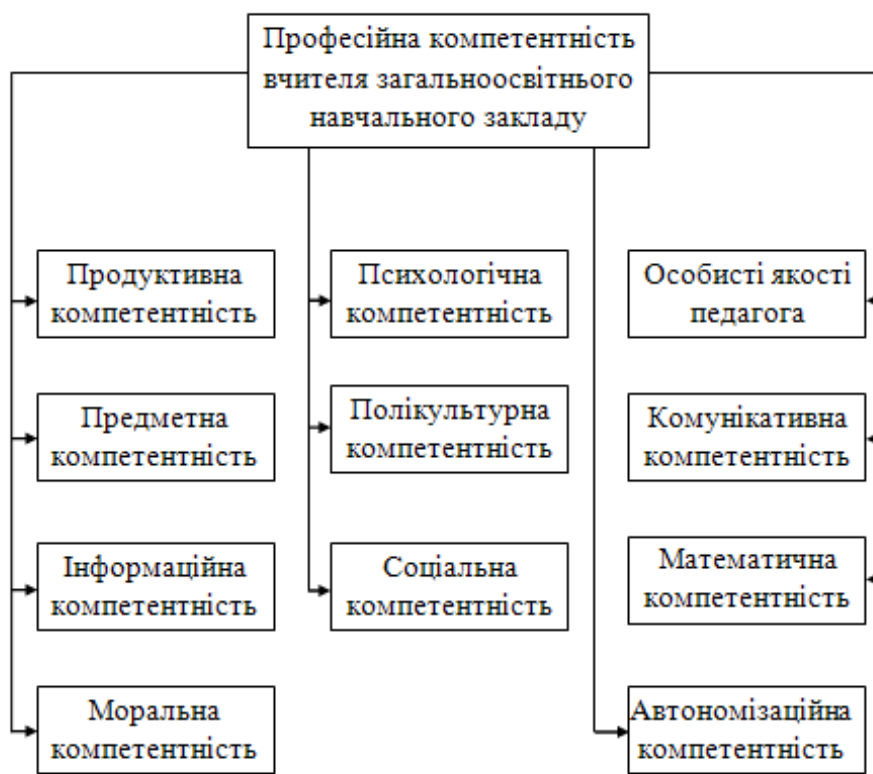 Професійна компетентність
вчителя загальноосвітнього
навчального закладу
Продуктивна
компетентність
Психологічна
компетентність
Особисті якості
педагога
Предметна
компетентність
Полікультурна
компетентність
Комунікативна
компетентність
Інформаційна
компетентність
Соціальна
компетентність
Математична
компетентність
Моральна
компетентність
Автономізаційна
компетентність